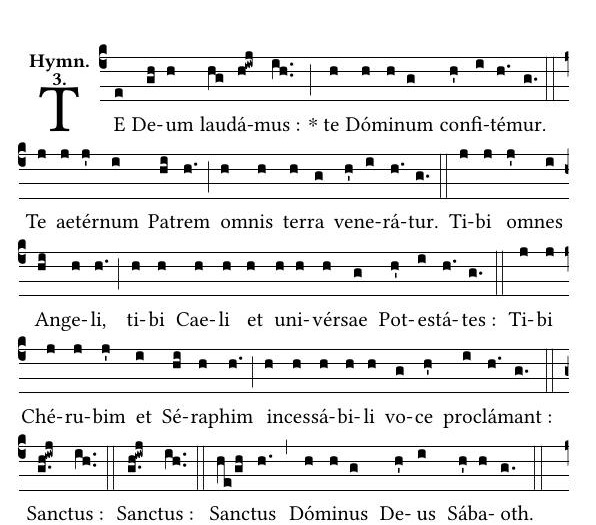 Hymn.
3.
TE De-um laudá-mus : * te Dóminum confi-témur.
Te aetérnum Patrem omnis terra vene-rá-tur. Ti-bi omnes
Ange-li, ti-bi Cae-li et uni-vérsae Pot-está-tes : Ti-bi
Ché-ru-bim et Sé-raphim incessá-bi-li vo-ce proclámant :
Sanctus : Sanctus : Sanctus Dóminus De-us Sába-oth.